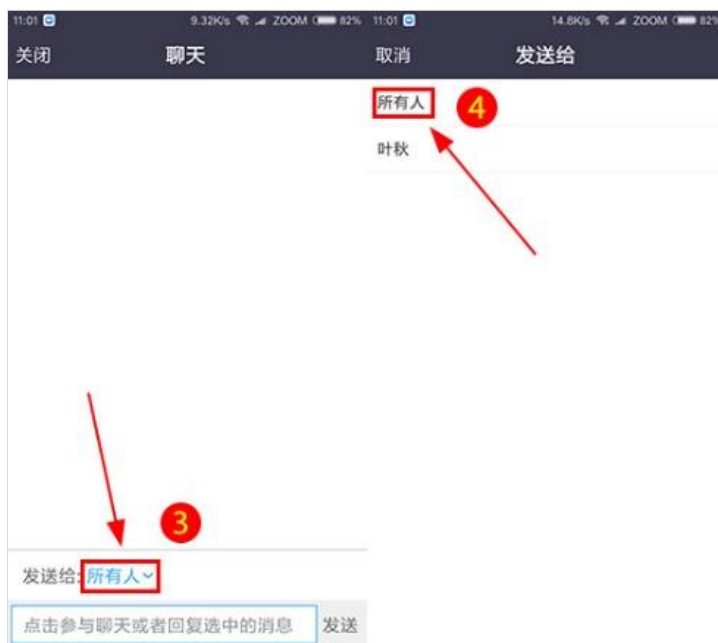 11:01 9.32K/s ZOOM 82%
关闭 聊天
3
发送给: 所有人
点击参与聊天或者回复选中的消息 发送
11:01 14.8K/s ZOOM 82%
取消 发送给
所有人 4
叶秋